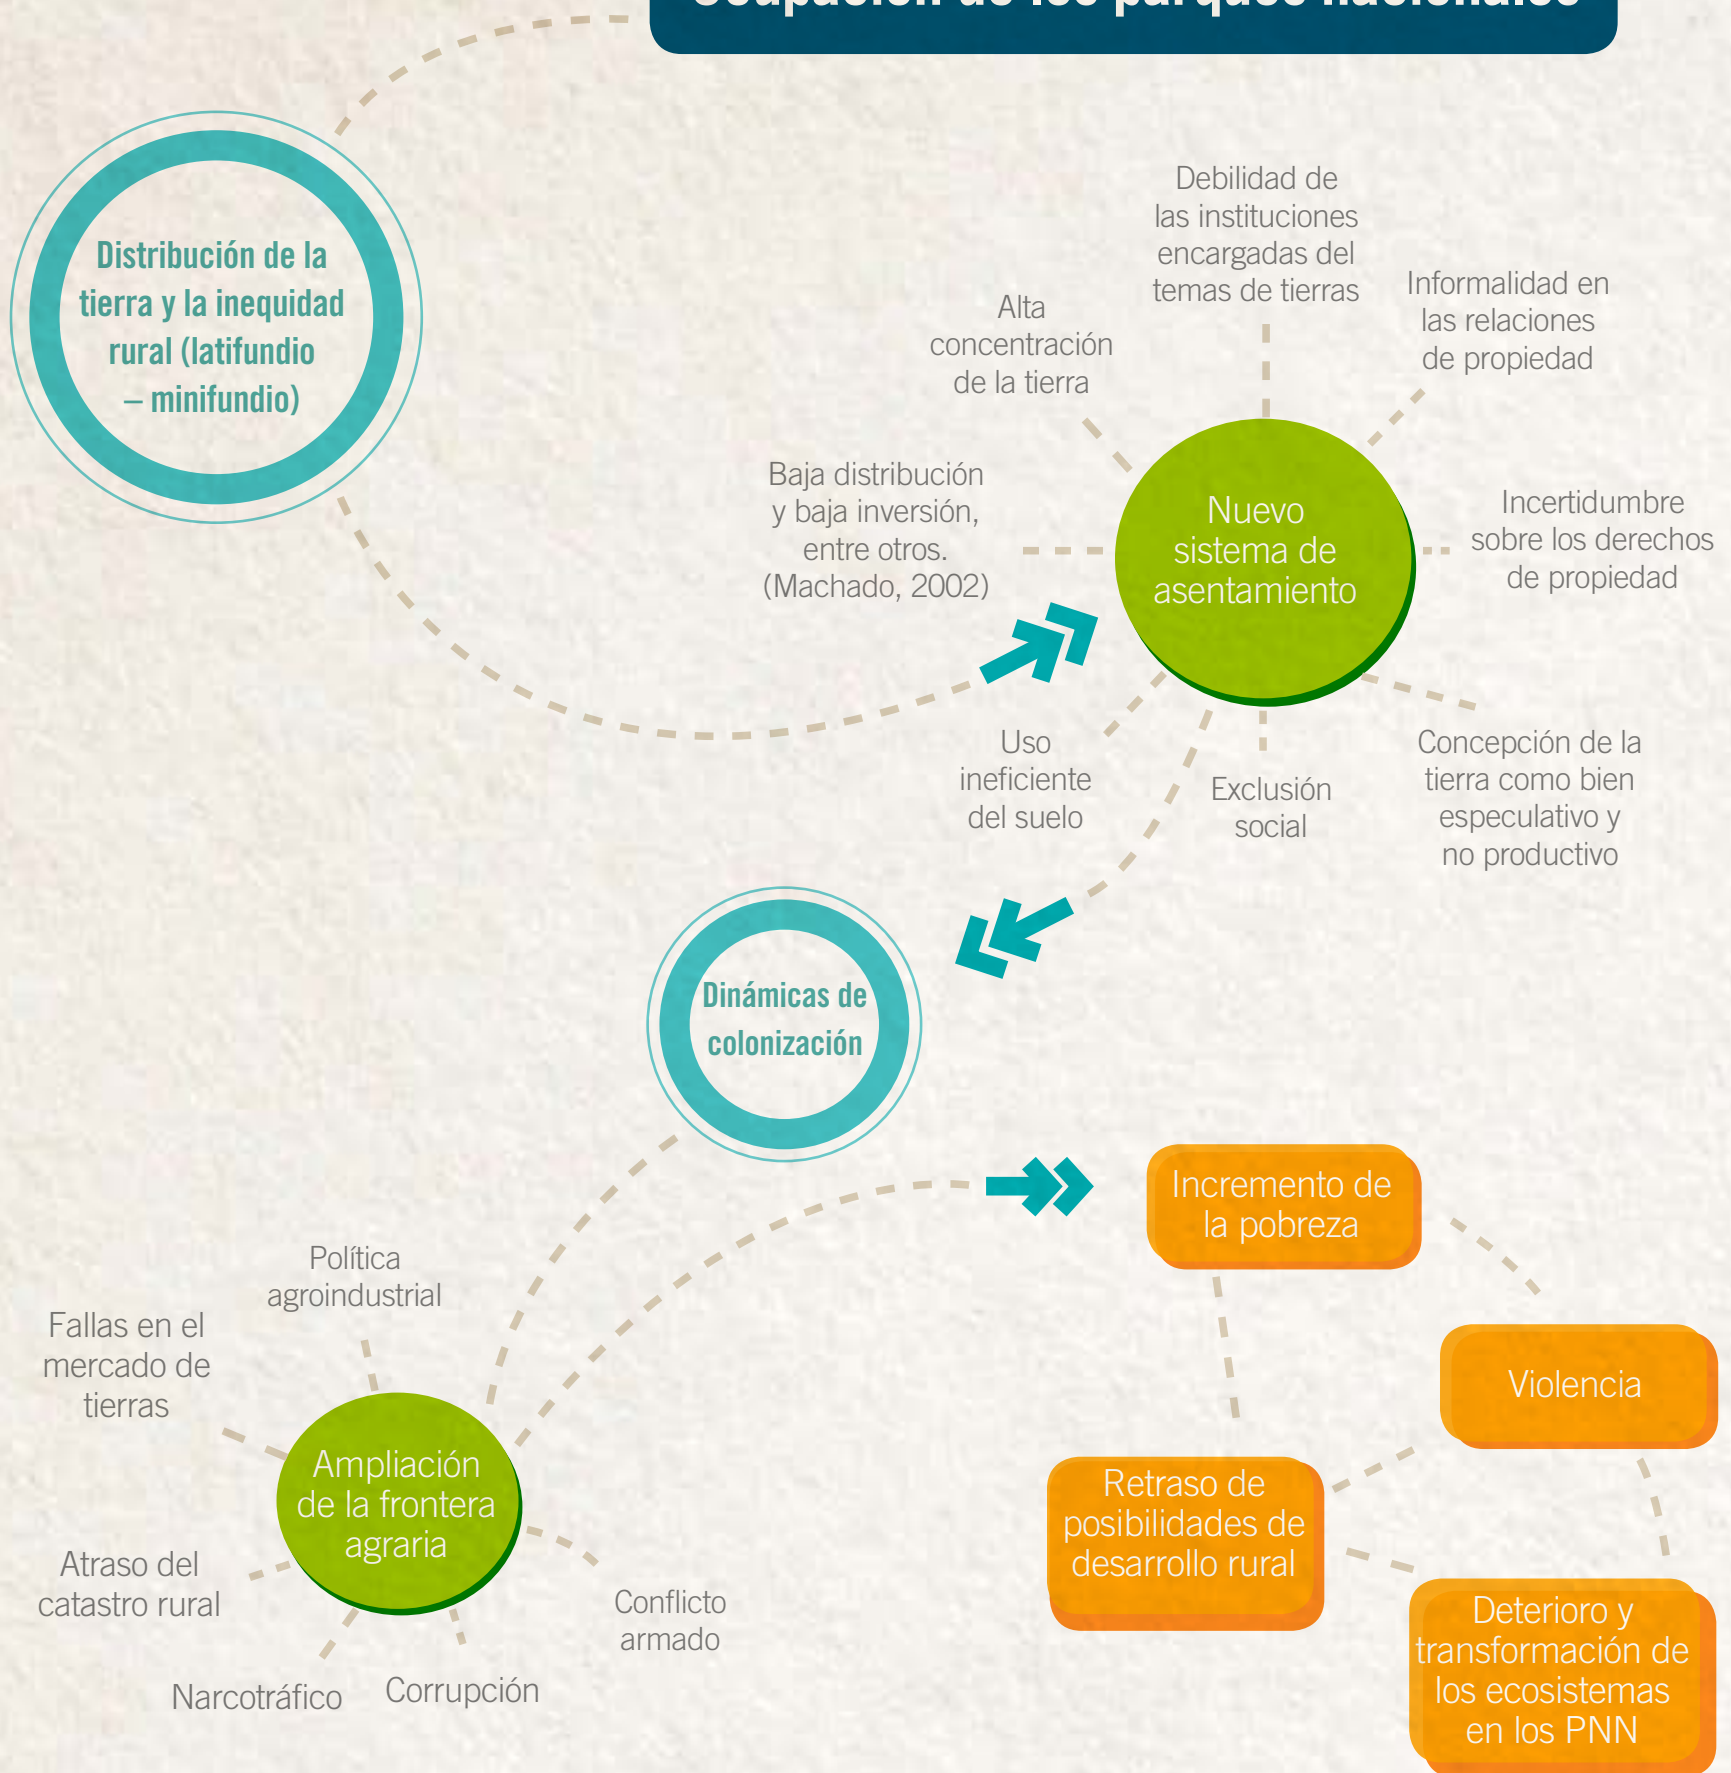 Ocupación de los parques nacionales
Distribución de la
tierra y la inequidad
rural (latifundio
– minifundio)
Debilidad de
las instituciones
encargadas del
temas de tierras
Alta
concentración
de la tierra
Informalidad en
las relaciones
de propiedad
Baja distribución
y baja inversión,
entre otros.
(Machado, 2002)
Nuevo
sistema de
asentamiento
Incertidumbre
sobre los derechos
de propiedad
Uso
ineficiente
del suelo
Exclusión
social
Concepción de la
tierra como bien
especulativo y
no productivo
Dinámicas de
colonización
Incremento de
la pobreza
Política
agroindustrial
Fallas en el
mercado de
tierras
Violencia
Ampliación
de la frontera
agraria
Retraso de
posibilidades de
desarrollo rural
Atraso del
catastro rural
Conflicto
armado
Narcotráfico
Corrupción
Deterioro y
transformación de
los ecosistemas
en los PNN